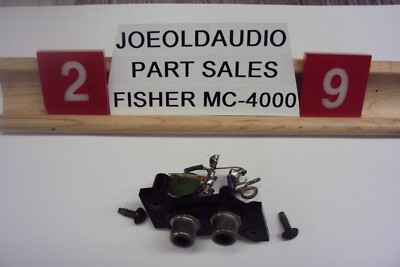 JOEOLDAUDIO
PART SALES
FISHER MC-4000
2
9